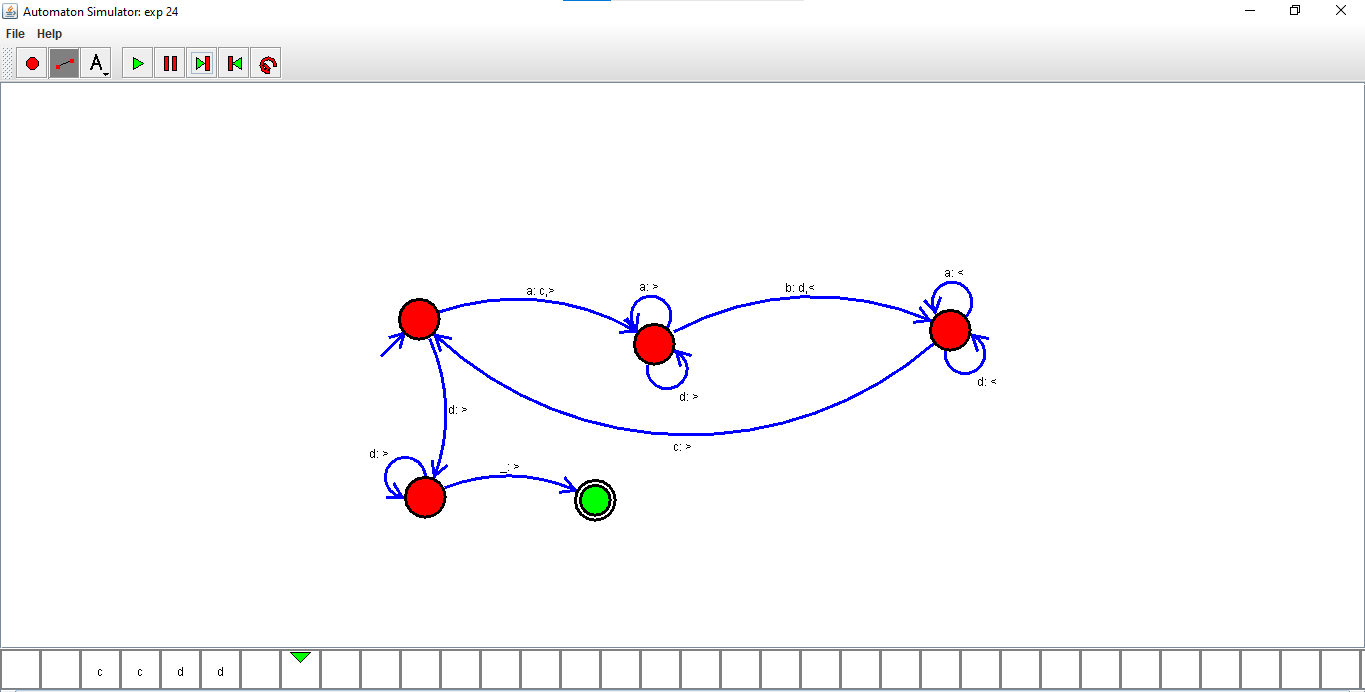 Automaton Simulator: exp 24
File Help
A
a: <
a: c,> a: > b: d,<
d: <
d: >
d: >
c: >
d: > _: >
c c d d